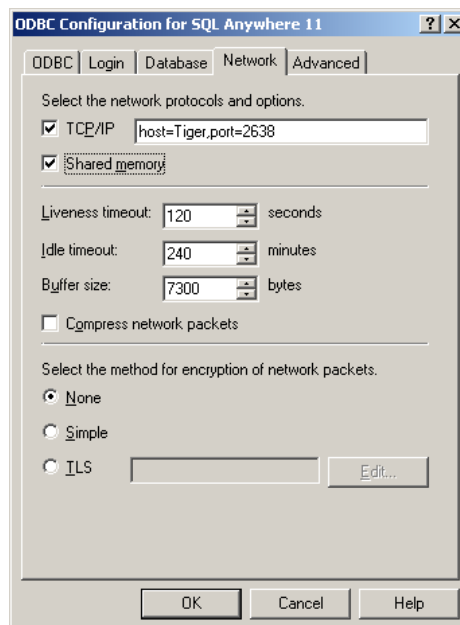 ODBC Configuration for SQL Anywhere 11 ? X
ODBC Login Database Network Advanced
Select the network protocols and options.
TCP/IP host=Tiger,port=2638
Shared memory
Liveness timeout: 120 seconds
Idle timeout: 240 minutes
Buffer size: 7300 bytes
Compress network packets
Select the method for encryption of network packets.
None
Simple
TLS Edit...
OK Cancel Help